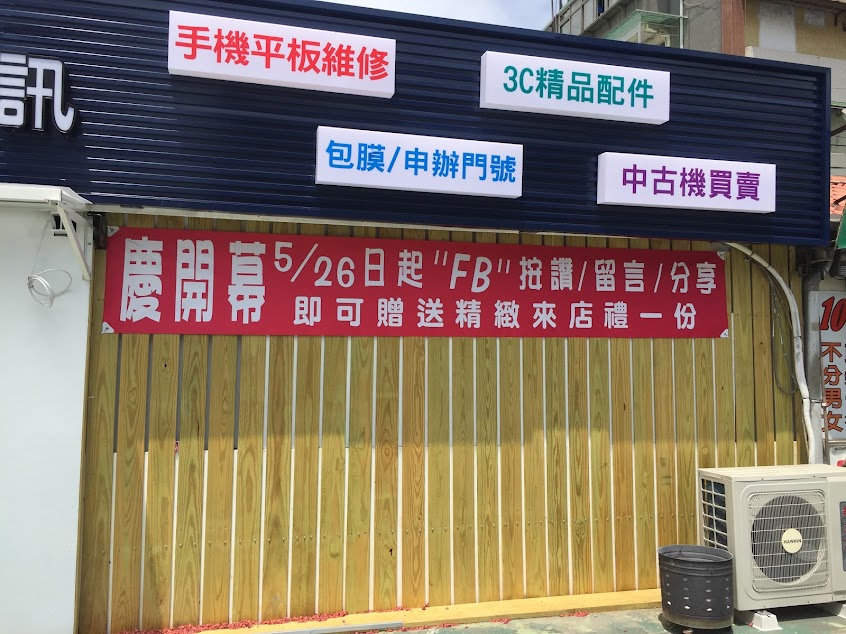 訊
手機平板維修
3C精品配件
包膜/申辦門號
中古機買賣
慶開幕 5/26日起"FB"按讚/留言/分享
即可贈送精緻來店禮一份
10
不分男女
HAWRIN